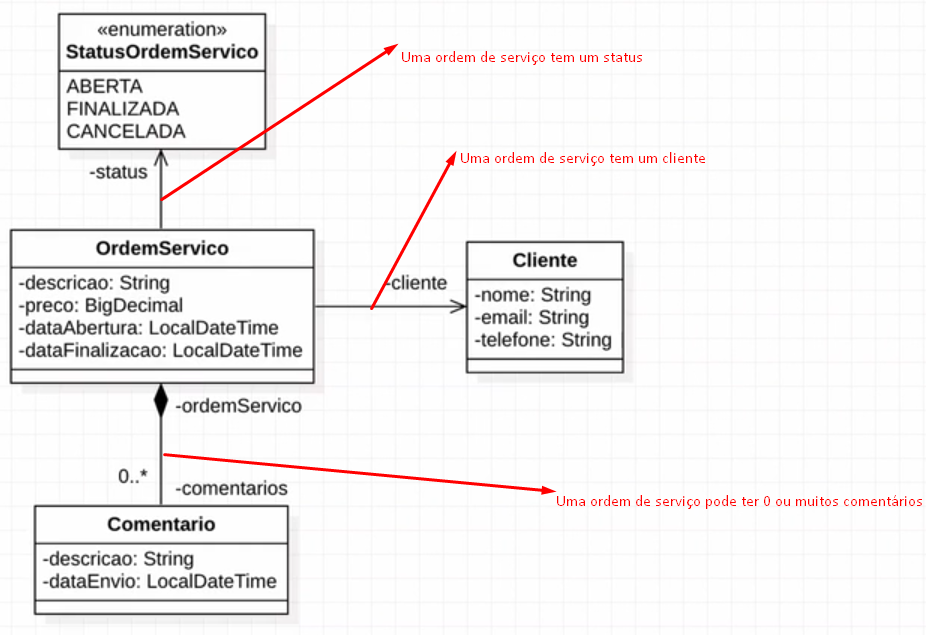 «enumeration»
StatusOrdemServico
ABERTA
FINALIZADA
CANCELADA
Uma ordem de serviço tem um status
-status
Uma ordem de serviço tem um cliente
OrdemServico
-descricao: String
-preco: BigDecimal
-dataAbertura: LocalDateTime
-dataFinalizacao: LocalDateTime
-cliente
Cliente
-nome: String
-email: String
-telefone: String
-ordemServico
0..*
-comentarios
Uma ordem de serviço pode ter 0 ou muitos comentários
Comentario
-descricao: String
-dataEnvio: LocalDateTime